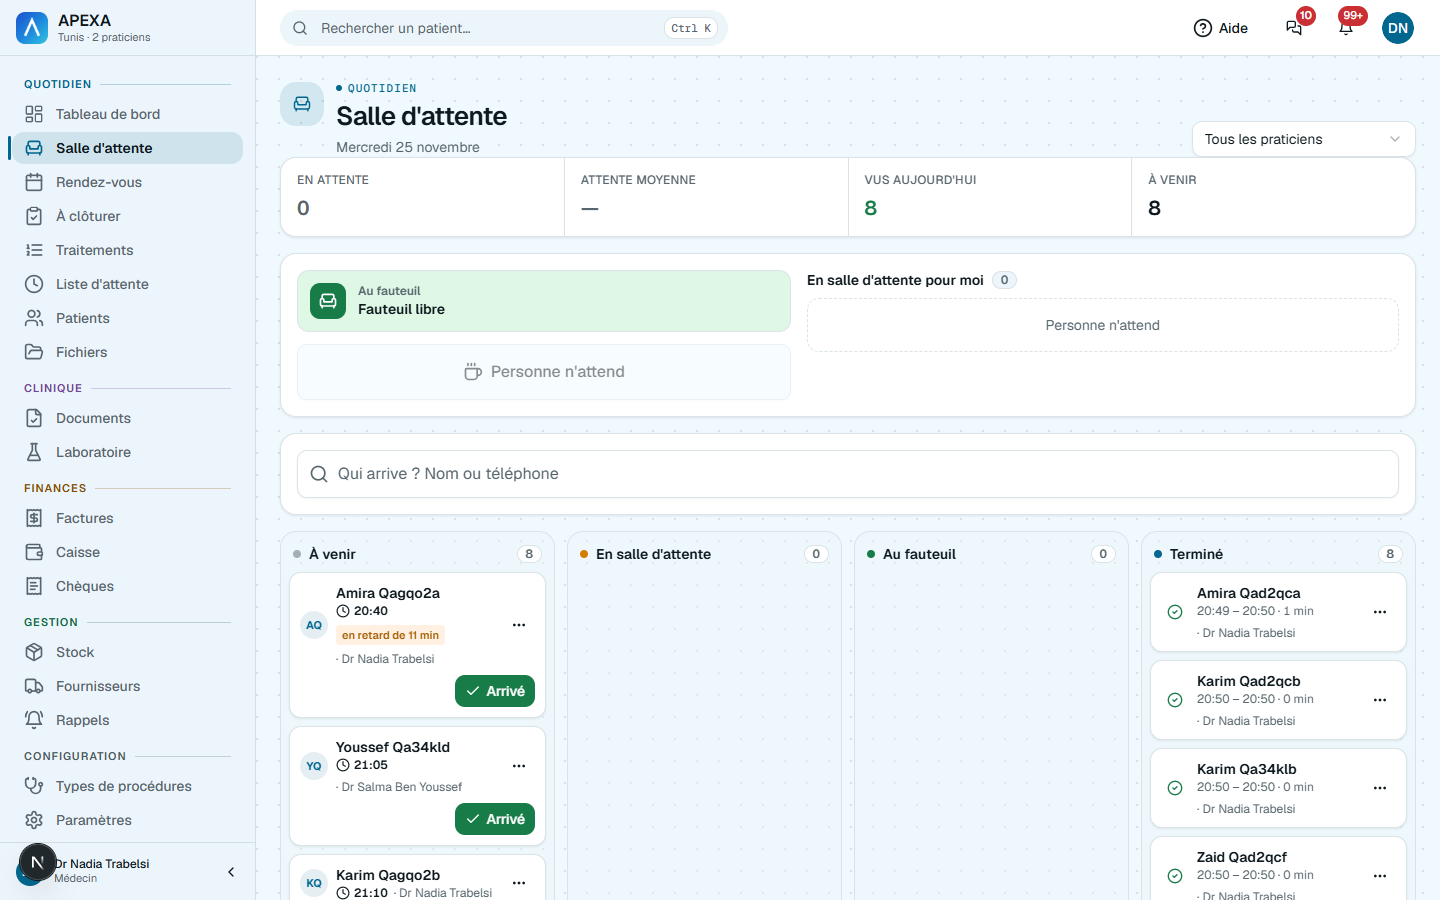 APEXA
Tunis · 2 praticiens
Rechercher un patient…
Ctrl K
Aide
10
99+
DN
QUOTIDIEN
Tableau de bord
Salle d'attente
Rendez-vous
À clôturer
Traitements
Liste d'attente
Patients
Fichiers
CLINIQUE
Documents
Laboratoire
FINANCES
Factures
Caisse
Chèques
GESTION
Stock
Fournisseurs
Rappels
CONFIGURATION
Types de procédures
Paramètres
N
Dr Nadia Trabelsi
Médecin
QUOTIDIEN
Salle d'attente
Mercredi 25 novembre
Tous les praticiens
EN ATTENTE
0
ATTENTE MOYENNE
—
VUS AUJOURD'HUI
8
À VENIR
8
Au fauteuil
Fauteuil libre
Personne n'attend
En salle d'attente pour moi 0
Personne n'attend
Qui arrive ? Nom ou téléphone
À venir 8
AQ
Amira Qagqo2a
20:40
en retard de 11 min
· Dr Nadia Trabelsi
Arrivé
YQ
Youssef Qa34kld
21:05
· Dr Salma Ben Youssef
Arrivé
KQ
Karim Qagqo2b
21:10 · Dr Nadia Trabelsi
En salle d'attente 0
Au fauteuil 0
Terminé 8
Amira Qad2qca
20:49 – 20:50 · 1 min
· Dr Nadia Trabelsi
Karim Qad2qcb
20:50 – 20:50 · 0 min
· Dr Nadia Trabelsi
Karim Qa34klb
20:50 – 20:50 · 0 min
· Dr Nadia Trabelsi
Zaid Qad2qcf
20:50 – 20:50 · 0 min
· Dr Nadia Trabelsi